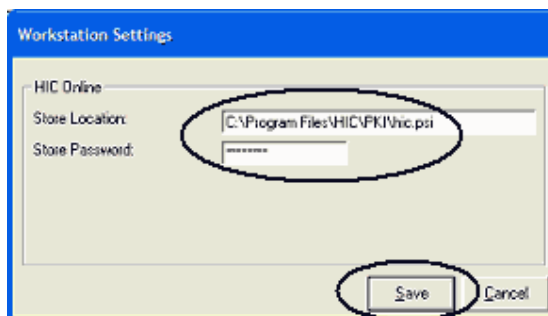 Workstation Settings
HIC Online
Store Location: C:\Program Files\HIC\PKI\hic.psi
Store Password: ********
Save Cancel